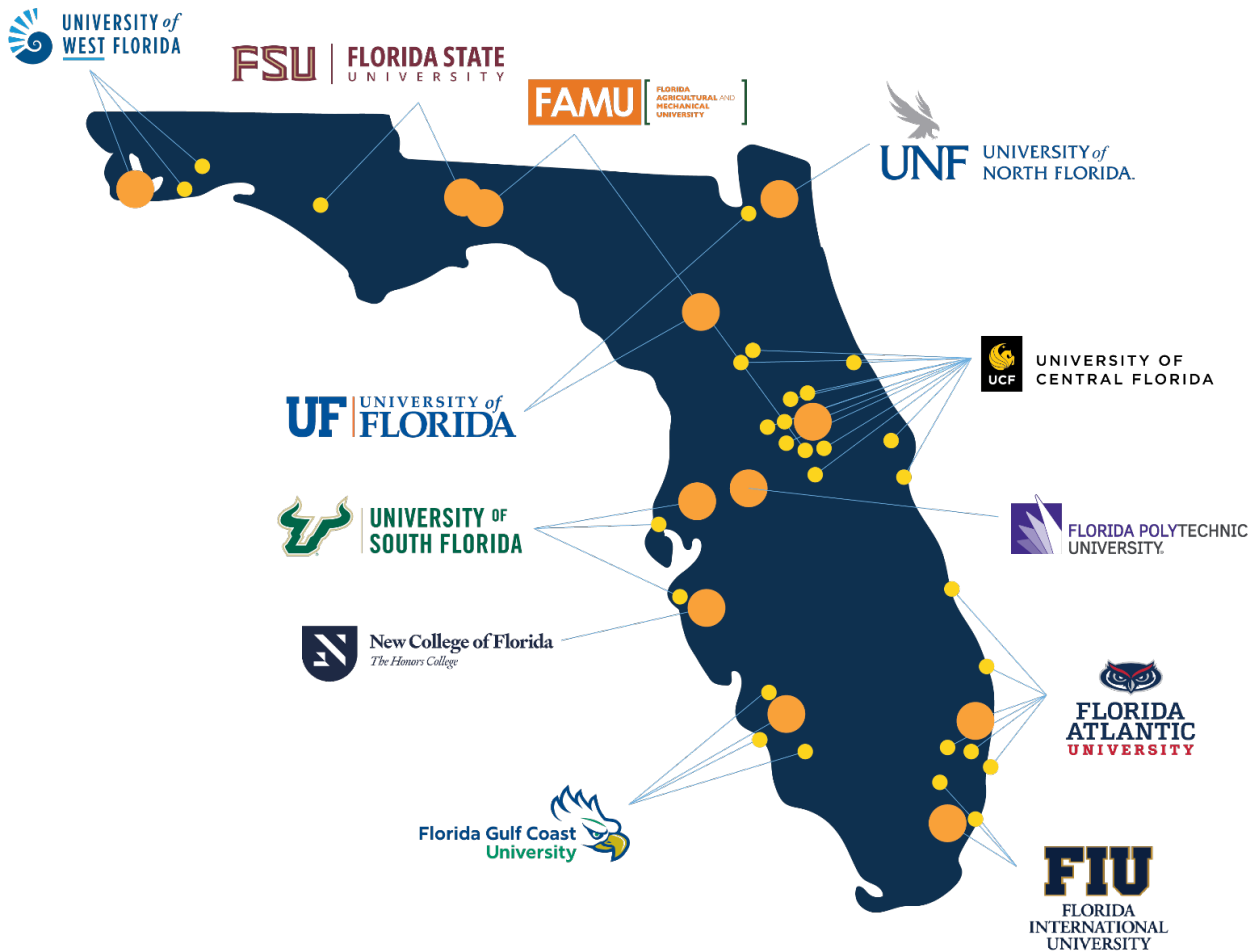 UNIVERSITY of
WEST FLORIDA
FSU
FLORIDA STATE
UNIVERSITY
FAMU
FLORIDA
AGRICULTURAL AND
MECHANICAL
UNIVERSITY
UNF
UNIVERSITY of
NORTH FLORIDA.
UCF
UNIVERSITY OF
CENTRAL FLORIDA
UF
UNIVERSITY of
FLORIDA
UNIVERSITY OF
SOUTH FLORIDA
FLORIDA POLYTECHNIC
UNIVERSITY
New College of Florida
The Honors College
N
FLORIDA
ATLANTIC
UNIVERSITY
Florida Gulf Coast
University
FIU
FLORIDA
INTERNATIONAL
UNIVERSITY